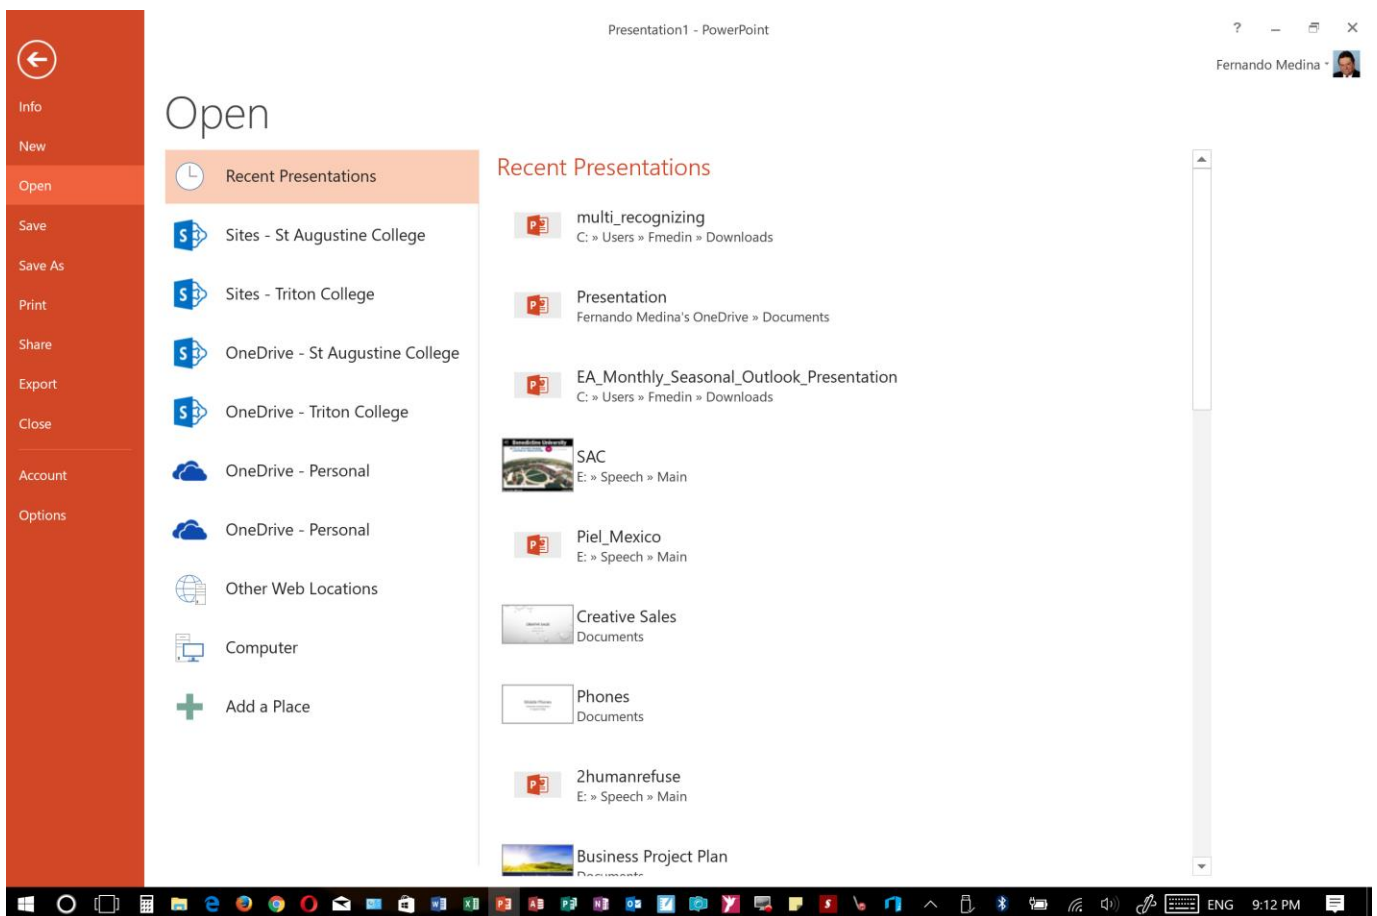 Presentation1 - PowerPoint
?
Fernando Medina
Info
New
Open
Save
Save As
Print
Share
Export
Close
Account
Options
Open
Recent Presentations
Sites - St Augustine College
Sites - Triton College
OneDrive - St Augustine College
OneDrive - Triton College
OneDrive - Personal
OneDrive - Personal
Other Web Locations
Computer
Add a Place
Recent Presentations
multi_recognizing
C: » Users » Fmedin » Downloads
Presentation
Fernando Medina's OneDrive » Documents
EA_Monthly_Seasonal_Outlook_Presentation
C: » Users » Fmedin » Downloads
Benedictine University
SAC
E: » Speech » Main
Piel_Mexico
E: » Speech » Main
Creative Sales
Documents
Phones
Documents
2humanrefuse
E: » Speech » Main
Business Project Plan
Documents
ENG
9:12 PM